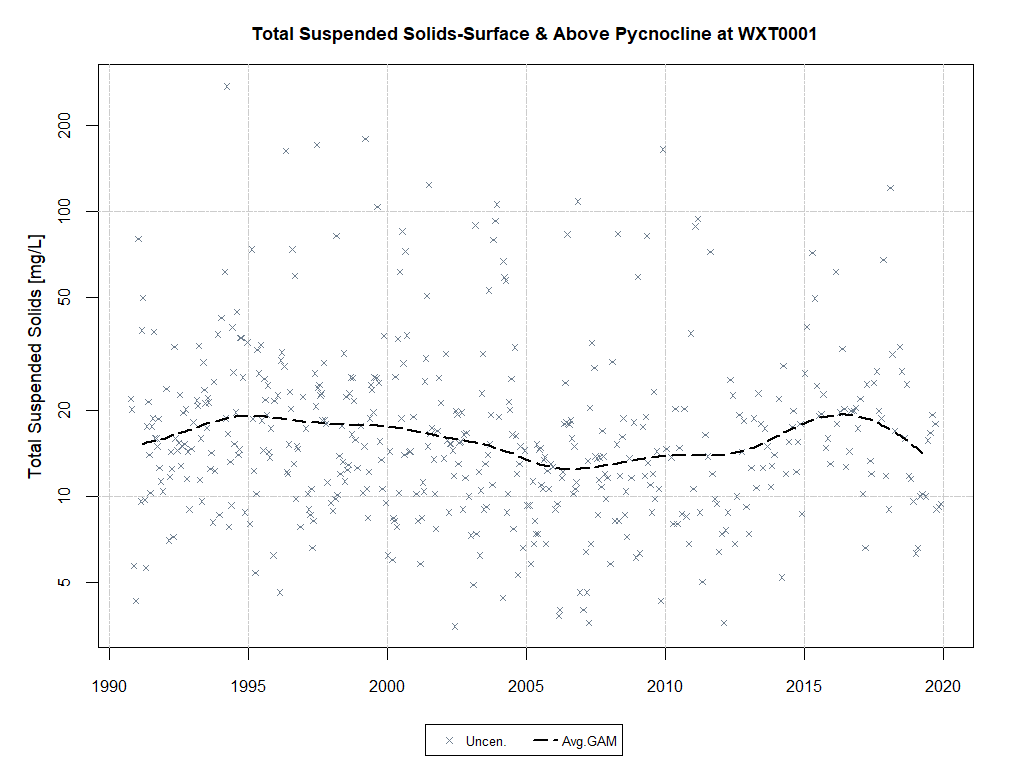 Total Suspended Solids-Surface & Above Pycnocline at WXT0001
Total Suspended Solids [mg/L]
200
100
50
20
10
5
1990 1995 2000 2005 2010 2015 2020
Uncen. Avg.GAM